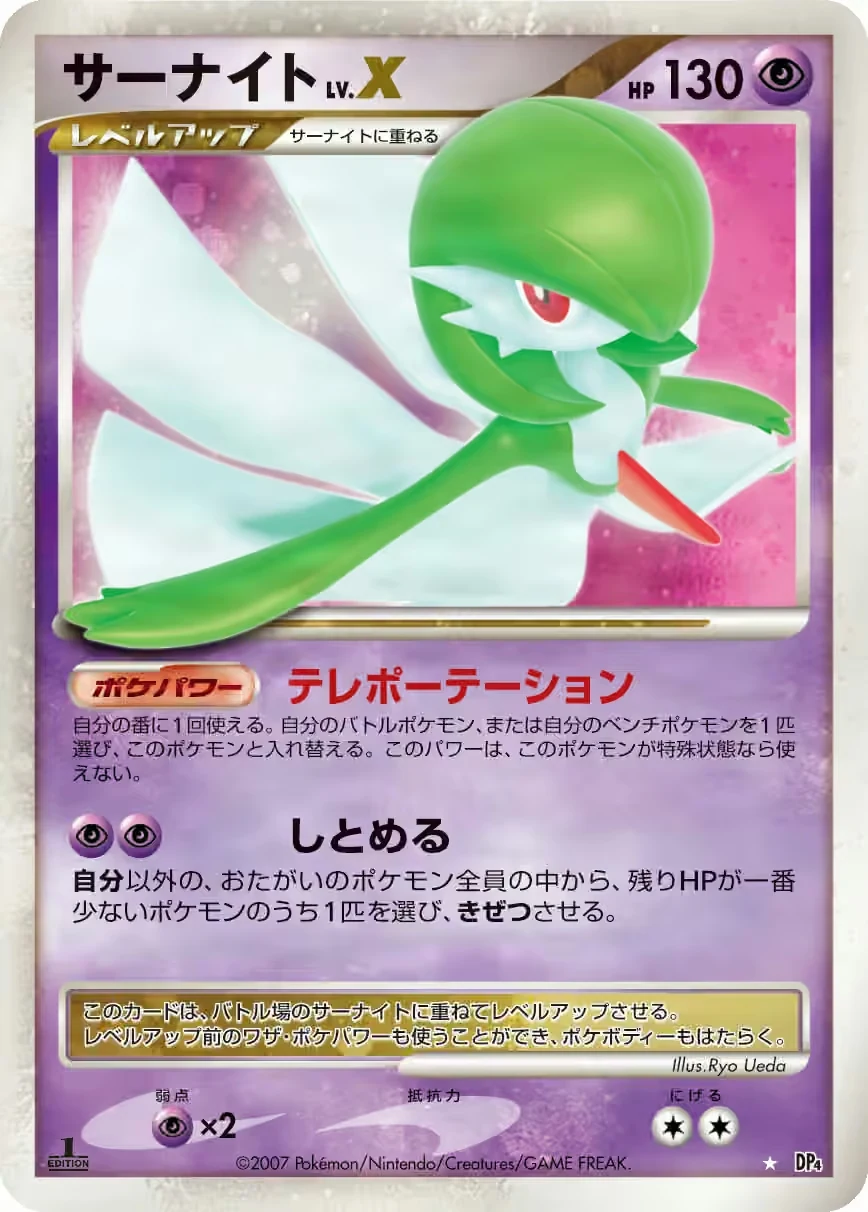 サーナイト LV.X HP 130
レベルアップ サーナイトに重ねる
ポケパワー テレポーテーション
自分の番に1回使える。自分のバトルポケモン、または自分のベンチポケモンを1匹
選び、このポケモンと入れ替える。このパワーは、このポケモンが特殊状態なら使
えない。
しとめる
自分以外の、おたがいのポケモン全員の中から、残りHPが一番
少ないポケモンのうち1匹を選び、きぜつさせる。
このカードは、バトル場のサーナイトに重ねてレベルアップさせる。
レベルアップ前のワザ・ポケパワーも使うことができ、ポケボディーもはたらく。
Illus.Ryo Ueda
弱点 抵抗力 にげる
×2
1 EDITION ©2007 Pokémon/Nintendo/Creatures/GAME FREAK. ★ DP4